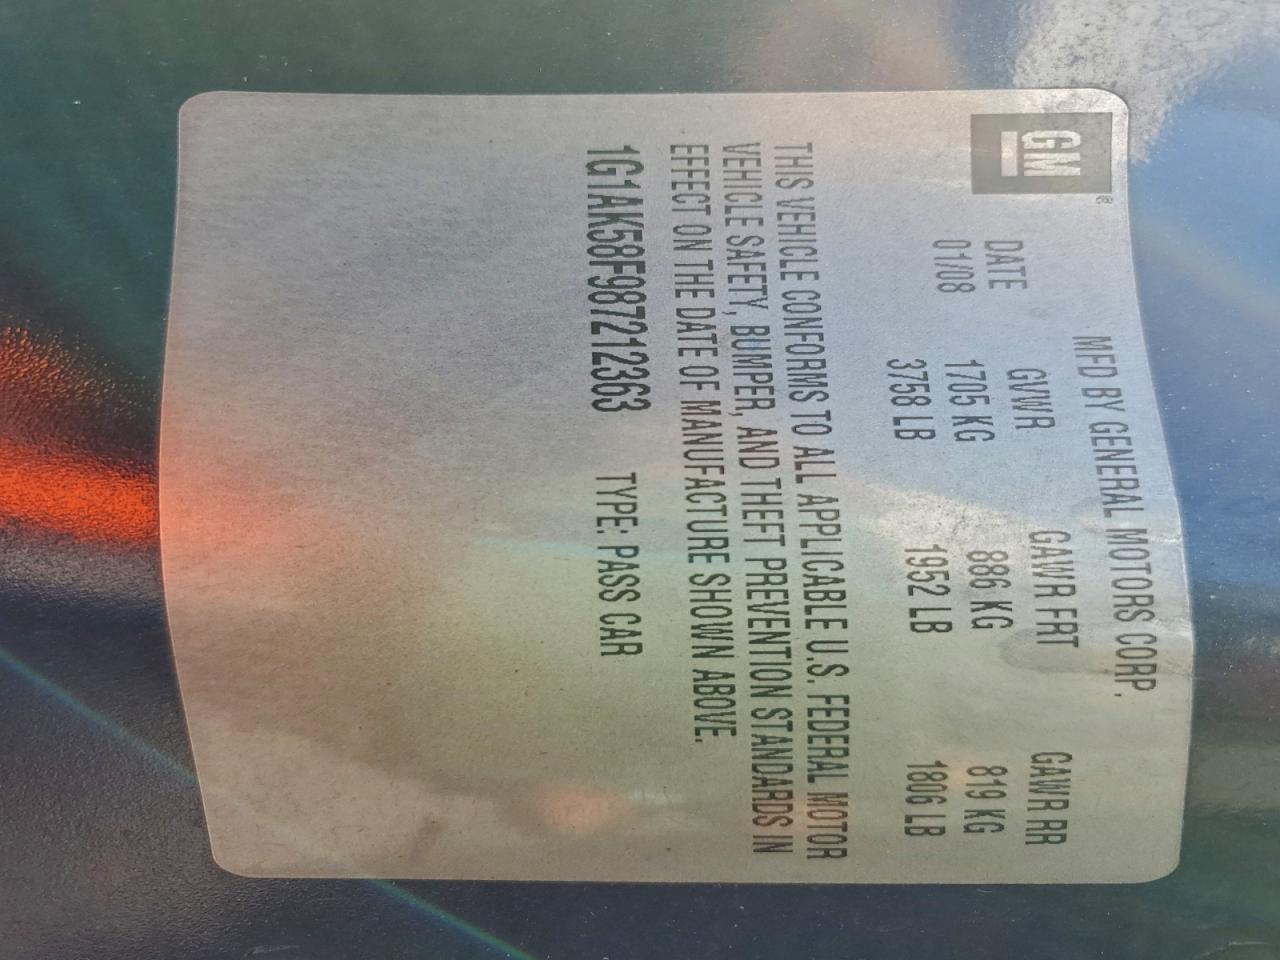 GM®
MFD BY GENERAL MOTORS CORP.
DATE GVWR GAWR FRT GAWR RR
01/08 1705 KG 886 KG 819 KG
3758 LB 1952 LB 1806 LB
THIS VEHICLE CONFORMS TO ALL APPLICABLE U.S. FEDERAL MOTOR
VEHICLE SAFETY, BUMPER, AND THEFT PREVENTION STANDARDS IN
EFFECT ON THE DATE OF MANUFACTURE SHOWN ABOVE.
1G1AK58F987212363 TYPE: PASS CAR